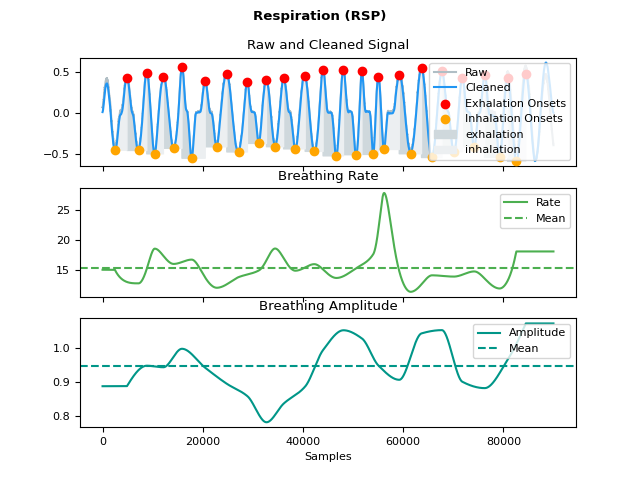 Respiration (RSP)
Raw and Cleaned Signal
0.5
0.0
−0.5
Raw
Cleaned
Exhalation Onsets
Inhalation Onsets
exhalation
inhalation
Breathing Rate
25
20
15
Rate
Mean
Breathing Amplitude
1.0
0.9
0.8
Amplitude
Mean
0
20000
40000
60000
80000
Samples